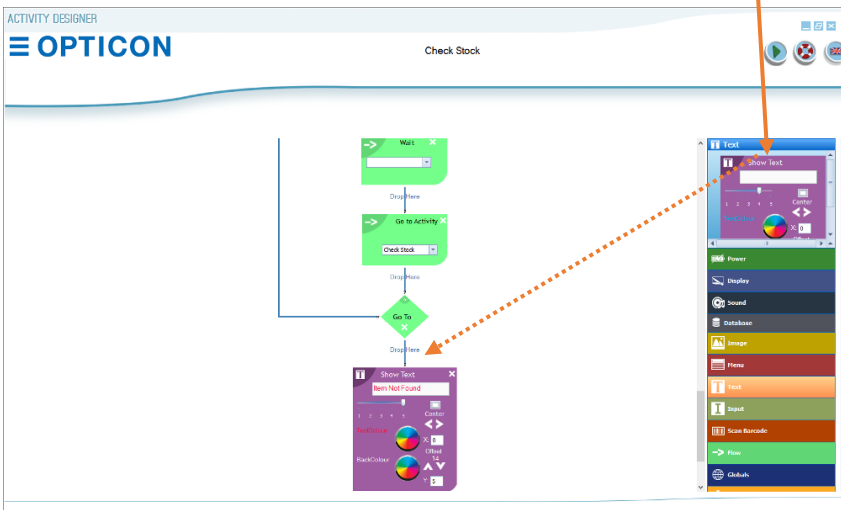 ACTIVITY DESIGNER
OPTICON
Check Stock
Wait
Drop Here
Go to Activity
Check Stock
Drop Here
Go To
Drop Here
Show Text
Item Not Found
1 2 3 4 5
Center
TextColour
X: 8
Offset
14
BackColour
Y 5
Text
Show Text
1 2 3 4 5
Center
TextColour
X: 0
Offset
Power
Display
Sound
Database
Image
Menu
Text
Input
Scan Barcode
Flow
Globals